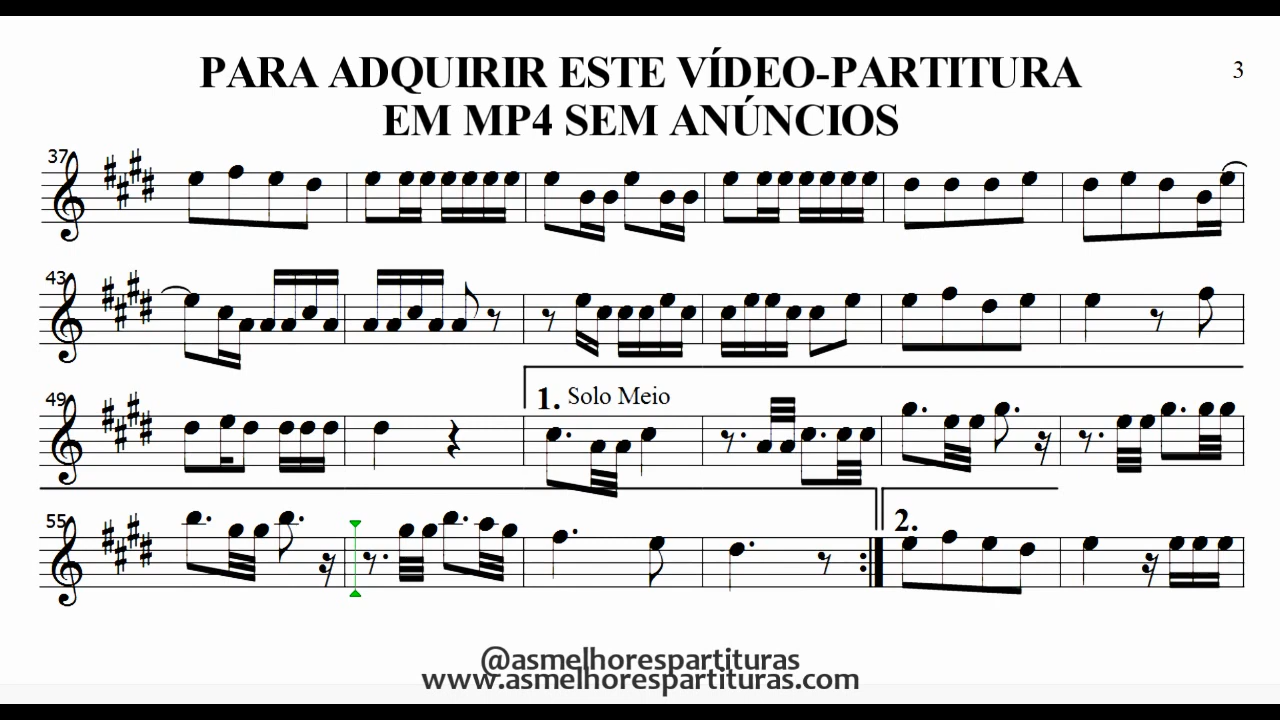 PARA ADQUIRIR ESTE VÍDEO-PARTITURA
3
EM MP4 SEM ANÚNCIOS
37
43
49
1. Solo Meio
55
2.
@asmelhorespartituras
www.asmelhorespartituras.com